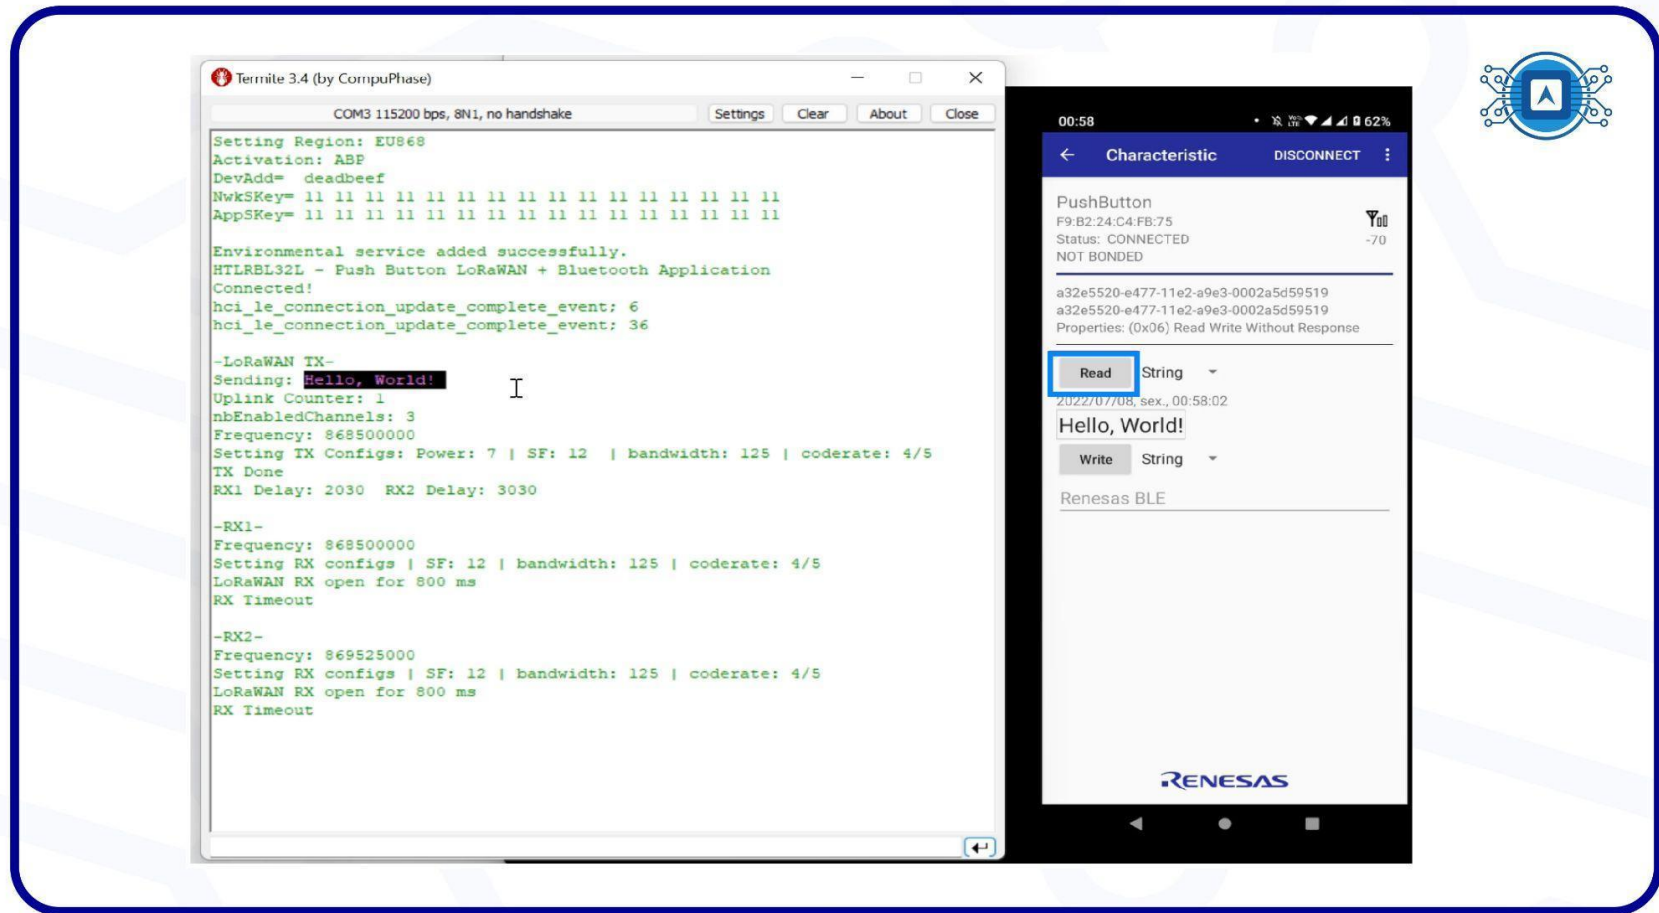 Termite 3.4 (by CompuPhase)
COM3 115200 bps, 8N1, no handshake
Settings
Clear
About
Close
Setting Region: EU868
Activation: ABP
DevAdd=  deadbeef
NwkSKey= 11 11 11 11 11 11 11 11 11 11 11 11 11 11 11 11
AppSKey= 11 11 11 11 11 11 11 11 11 11 11 11 11 11 11 11
Environmental service added successfully.
HTLRBL32L - Push Button LoRaWAN + Bluetooth Application
Connected!
hci_le_connection_update_complete_event; 6
hci_le_connection_update_complete_event; 36
-LoRaWAN TX-
Sending: Hello, World!
Uplink Counter: 1
nbEnabledChannels: 3
Frequency: 868500000
Setting TX Configs: Power: 7 | SF: 12  | bandwidth: 125 | coderate: 4/5
TX Done
RX1 Delay: 2030  RX2 Delay: 3030
-RX1-
Frequency: 868500000
Setting RX configs | SF: 12 | bandwidth: 125 | coderate: 4/5
LoRaWAN RX open for 800 ms
RX Timeout
-RX2-
Frequency: 869525000
Setting RX configs | SF: 12 | bandwidth: 125 | coderate: 4/5
LoRaWAN RX open for 800 ms
RX Timeout
00:58
62%
Characteristic
DISCONNECT
PushButton
F9:B2:24:C4:FB:75
Status: CONNECTED
-70
NOT BONDED
a32e5520-e477-11e2-a9e3-0002a5d59519
a32e5520-e477-11e2-a9e3-0002a5d59519
Properties: (0x06) Read Write Without Response
Read
String
2022/07/08, sex., 00:58:02
Hello, World!
Write
String
Renesas BLE
RENESAS